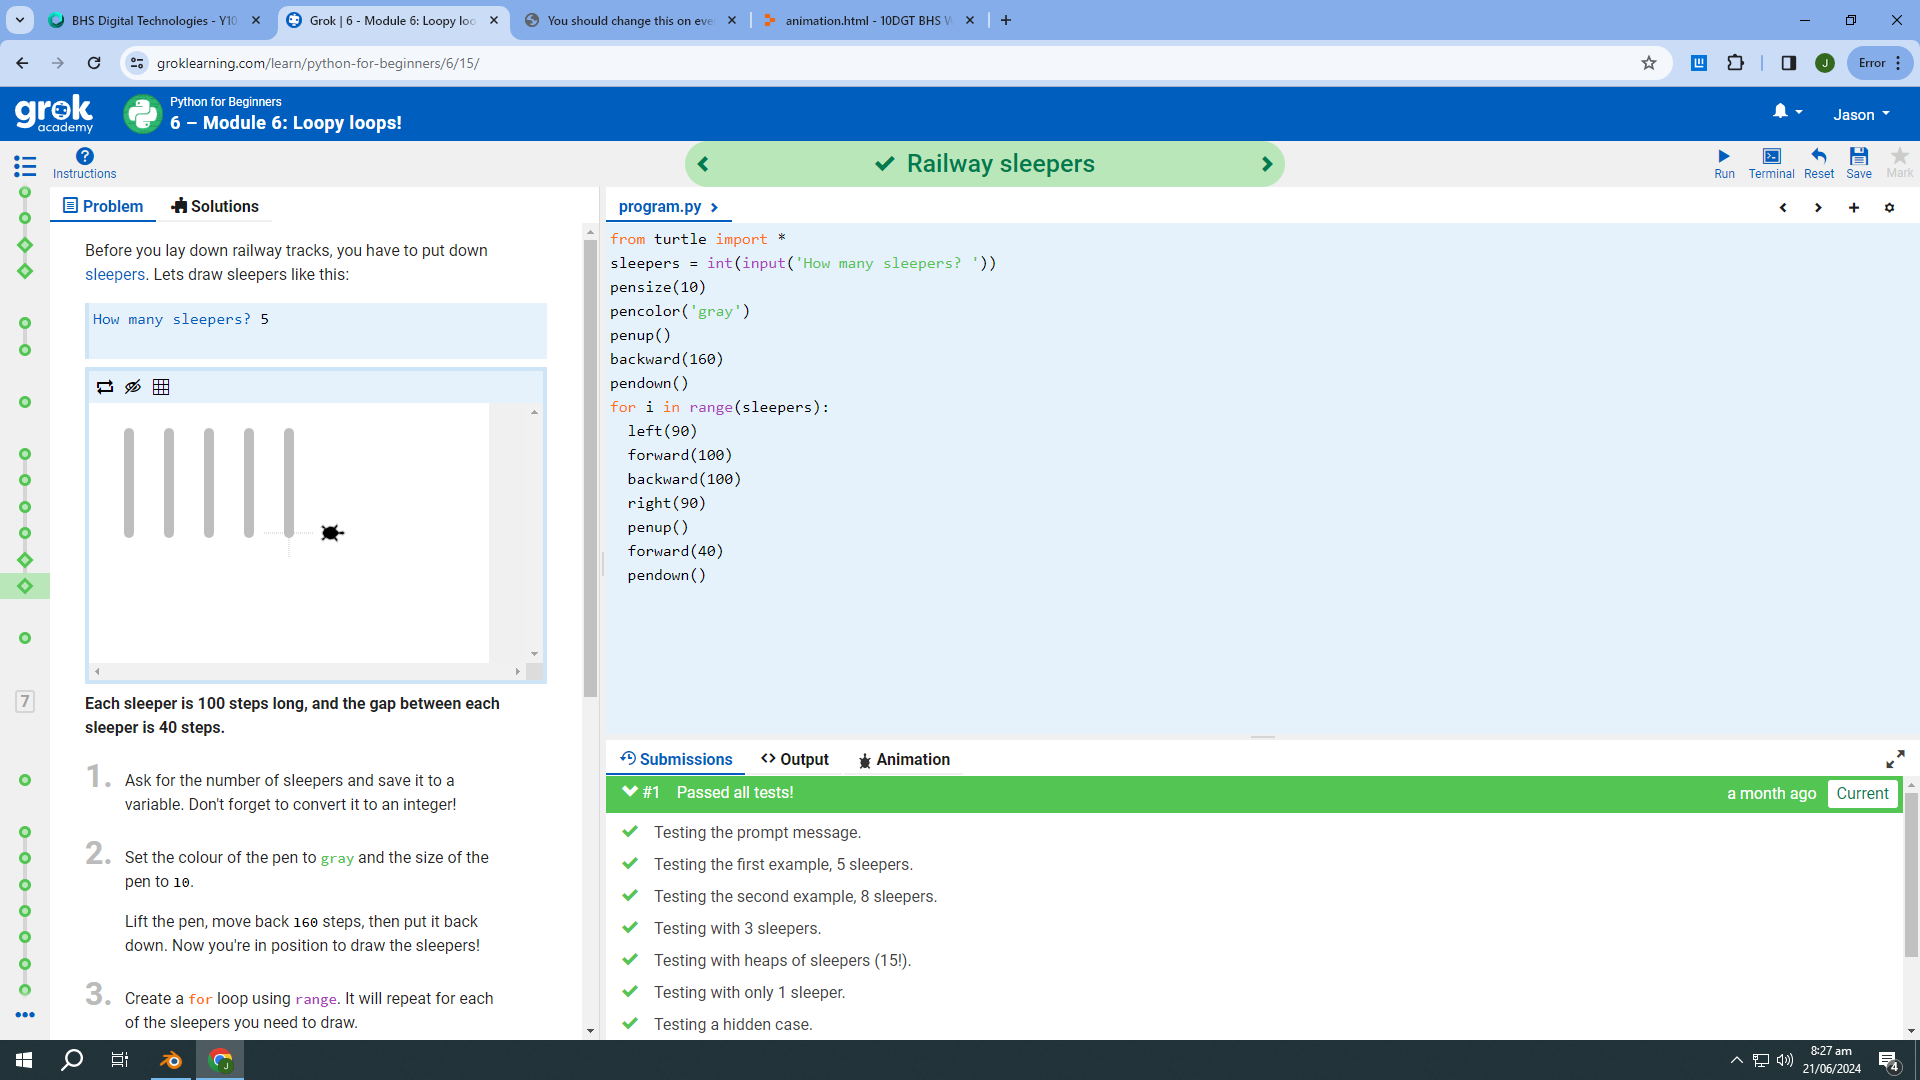 BHS Digital Technologies - Y10
Grok | 6 - Module 6: Loopy loo
You should change this on eve
animation.html - 10DGT BHS W
groklearning.com/learn/python-for-beginners/6/15/
J
Error
grok
academy
Python for Beginners
6 – Module 6: Loopy loops!
Jason
Instructions
Railway sleepers
Run
Terminal
Reset
Save
Mark
Problem
Solutions
Before you lay down railway tracks, you have to put down
sleepers. Lets draw sleepers like this:
How many sleepers? 5
Each sleeper is 100 steps long, and the gap between each
sleeper is 40 steps.
1. Ask for the number of sleepers and save it to a
variable. Don't forget to convert it to an integer!
2. Set the colour of the pen to gray and the size of the
pen to 10.
Lift the pen, move back 160 steps, then put it back
down. Now you're in position to draw the sleepers!
3. Create a for loop using range. It will repeat for each
of the sleepers you need to draw.
7
program.py
from turtle import *
sleepers = int(input('How many sleepers? '))
pensize(10)
pencolor('gray')
penup()
backward(160)
pendown()
for i in range(sleepers):
  left(90)
  forward(100)
  backward(100)
  right(90)
  penup()
  forward(40)
  pendown()
Submissions
Output
Animation
#1 Passed all tests!
a month ago
Current
Testing the prompt message.
Testing the first example, 5 sleepers.
Testing the second example, 8 sleepers.
Testing with 3 sleepers.
Testing with heaps of sleepers (15!).
Testing with only 1 sleeper.
Testing a hidden case.
J
8:27 am
21/06/2024
4